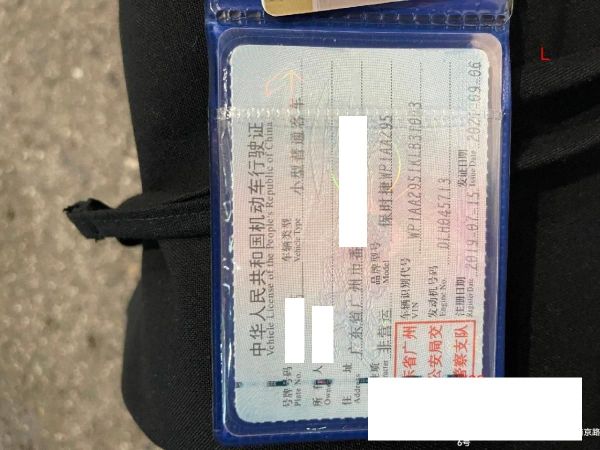 中华人民共和国机动车行驶证
Vehicle License of the People's Republic of China
号牌号码
Plate No.
车辆类型 小型普通客车
Vehicle Type
所有人
Owner
住址 广东省广州市番
Address
使用性质 非营运
品牌型号 保时捷WP1AA295
Model
车辆识别代号
VIN
发动机号码 DLH045713
Engine No.
注册日期 2019-07-15
Register Date
发证日期 2021-09-06
Issue Date
东省广州
公安局交
警察支队
L
南京路
6号